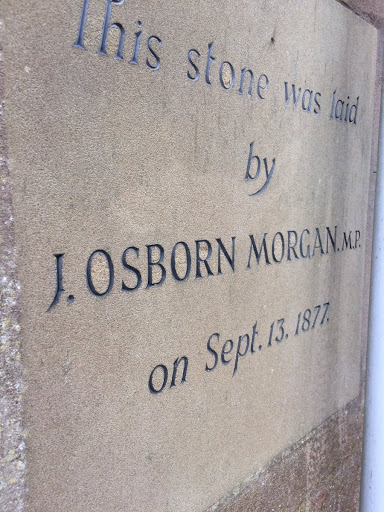 This stone was laid
by
J. OSBORN MORGAN. M.P.
on Sept. 13. 1877.